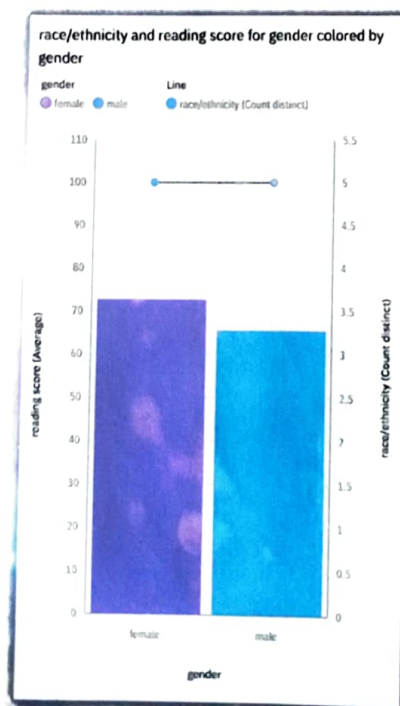 race/ethnicity and reading score for gender colored by
gender
gender Line
female male race/ethnicity (Count distinct)
110 5.5
100 5
90 4.5
80 4
70 3.5
60 3
50 2.5
40 2
30 1.5
20 1
10 0.5
0 0
reading score (Average)
race/ethnicity (Count distinct)
female male
gender